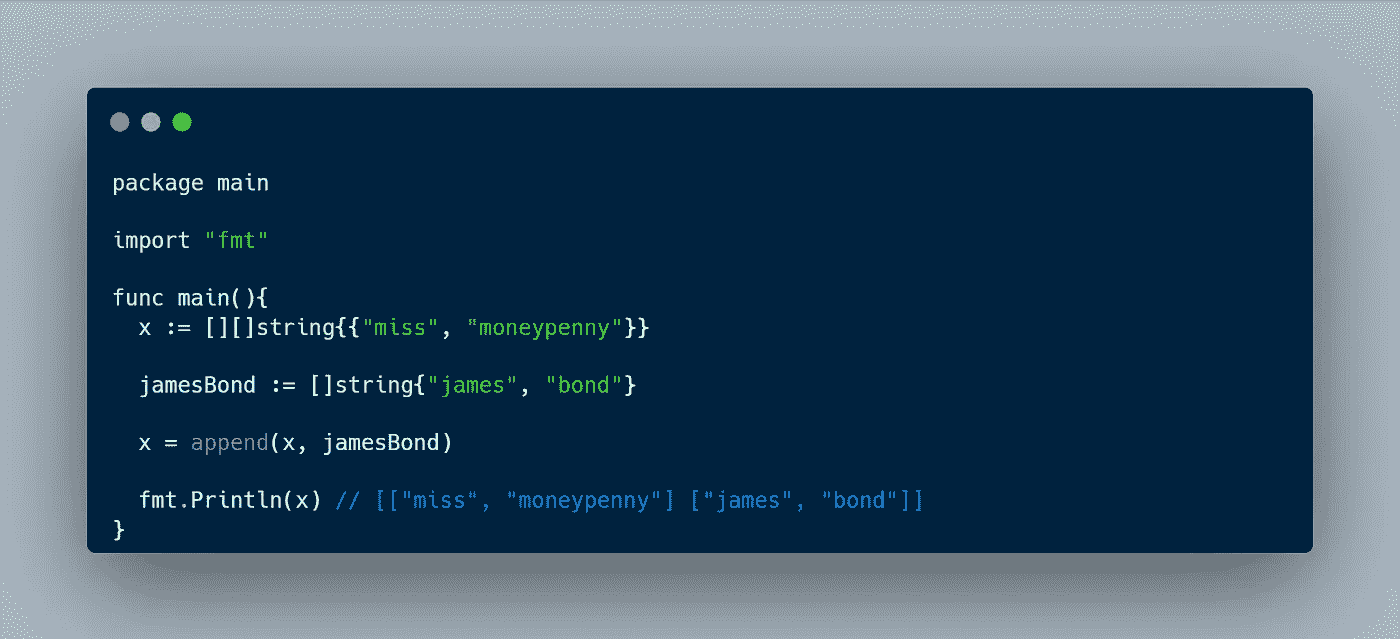 package main
import "fmt"
func main(){
x := [][]string{{"miss", "moneypenny"}}
jamesBond := []string{"james", "bond"}
x = append(x, jamesBond)
fmt.Println(x) // [["miss", "moneypenny"] ["james", "bond"]]
}